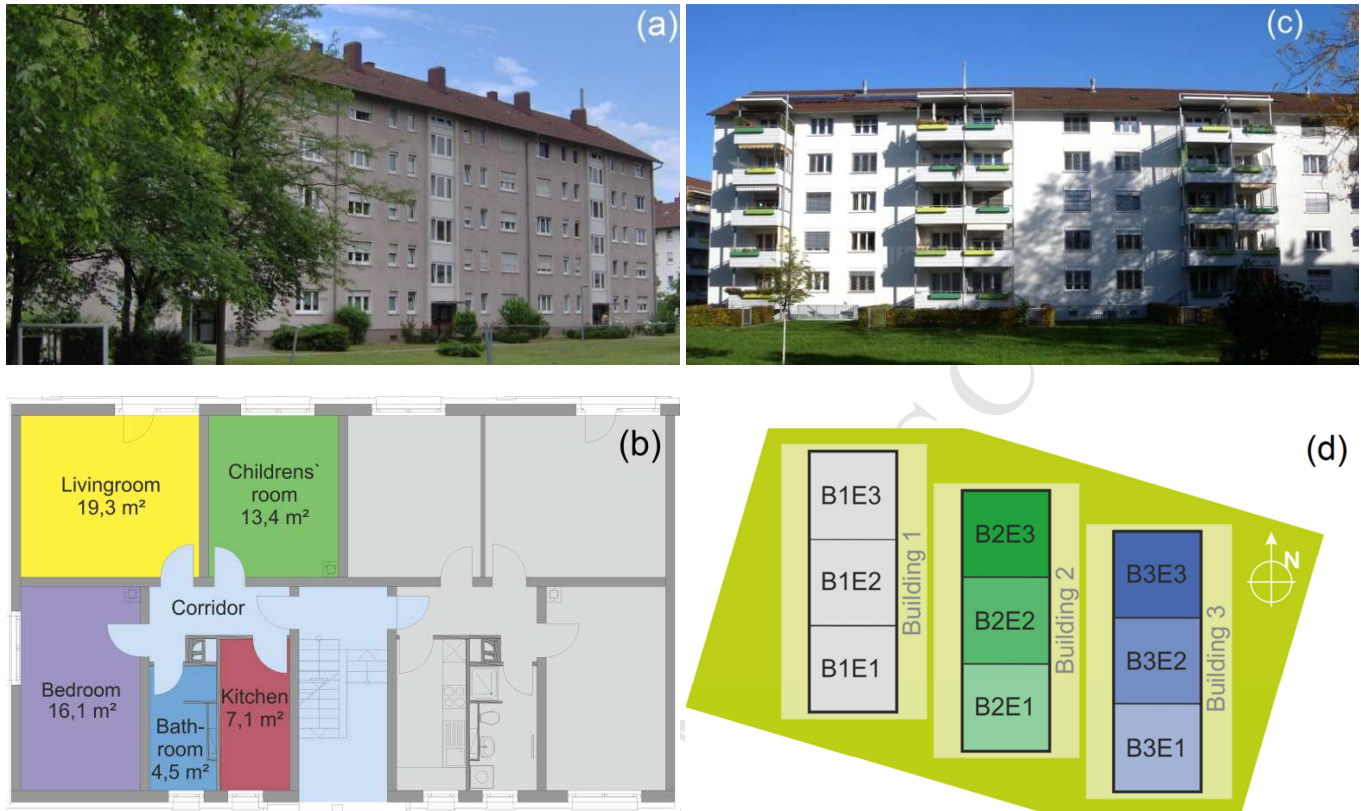 (a)
(c)
(b)
Livingroom
19,3 m²
Childrens`
room
13,4 m²
Corridor
Bedroom
16,1 m²
Bath-
room
4,5 m²
Kitchen
7,1 m²
(d)
B1E3
B1E2
B1E1
Building 1
B2E3
B2E2
B2E1
Building 2
B3E3
B3E2
B3E1
Building 3
N